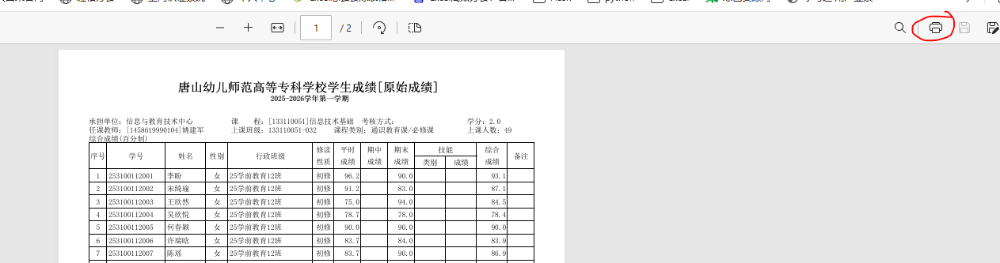 python
1 / 2
唐山幼儿师范高等专科学校学生成绩[原始成绩]
2025-2026学年第一学期
承担单位: 信息与教育技术中心 课 程: [133110051]信息技术基础 考核方式: 学分: 2.0
任课教师: [1458619990104]姚建军 上课班级: 133110051-032 课程类别: 通识教育课/必修课 上课人数: 49
综合成绩(百分制)
序号 学号 姓名 性别 行政班级 修读性质 平时成绩 期中成绩 期末成绩 技能 综合成绩 备注
类别 成绩
1 253100112001 李盼 女 25学前教育12班 初修 96.2 90.0 93.1
2 253100112002 宋绮瑜 女 25学前教育12班 初修 91.2 83.0 87.1
3 253100112003 王欣然 女 25学前教育12班 初修 75.0 94.0 84.5
4 253100112004 吴欣悦 女 25学前教育12班 初修 78.7 78.0 78.4
5 253100112005 何春颖 女 25学前教育12班 初修 90.0 90.0 90.0
6 253100112006 许瑞晗 女 25学前教育12班 初修 83.7 84.0 83.9
7 253100112007 陈瑶 女 25学前教育12班 初修 83.7 90.0 86.9